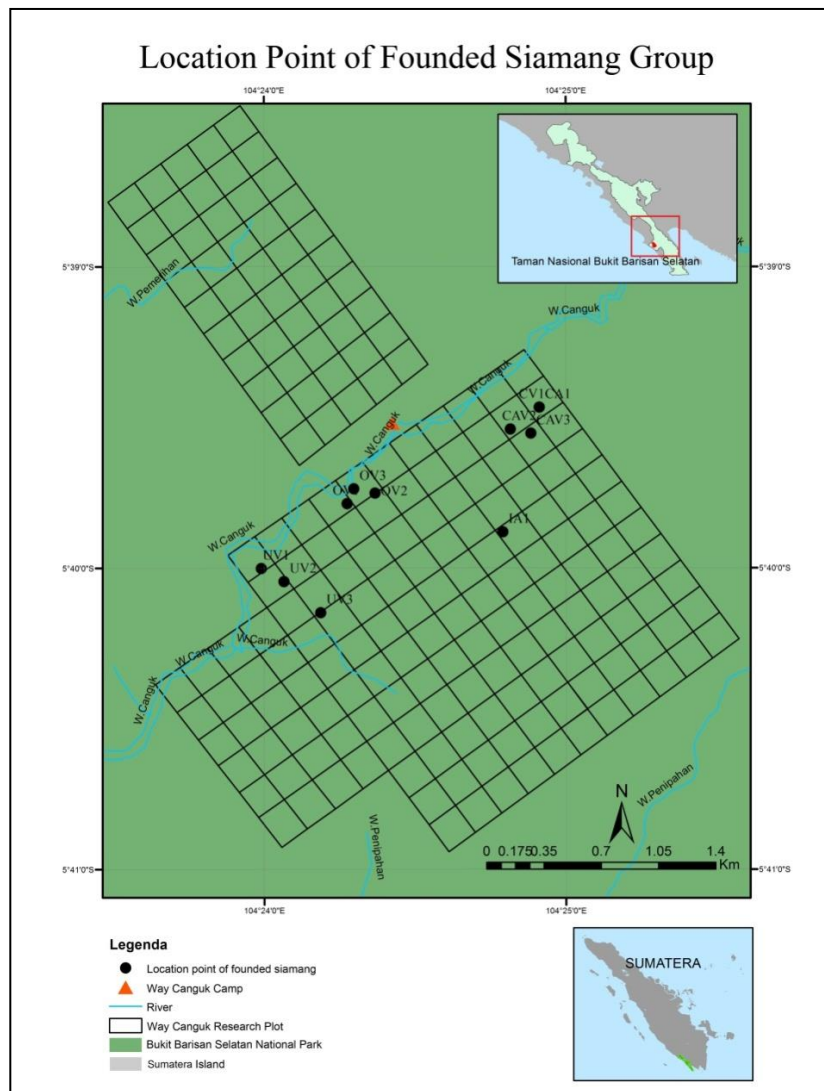 Location Point of Founded Siamang Group
104°24'0"E
104°25'0"E
Taman Nasional Bukit Barisan Selatan
5°39'0"S
5°39'0"S
W.Pemerihan
W.Canguk
W.Canguk
W.Canguk
CV1CA1
CAV2
CAV3
OV3
OV2
IA1
W.Canguk
UV1
UV2
UV3
5°40'0"S
5°40'0"S
W.Canguk
W.Canguk
W.Canguk
W.Penipahan
W.Penipahan
N
0 0.175 0.35 0.7 1.05 1.4
Km
5°41'0"S
5°41'0"S
104°24'0"E
104°25'0"E
Legenda
Location point of founded siamang
Way Canguk Camp
River
Way Canguk Research Plot
Bukit Barisan Selatan National Park
Sumatera Island
SUMATERA